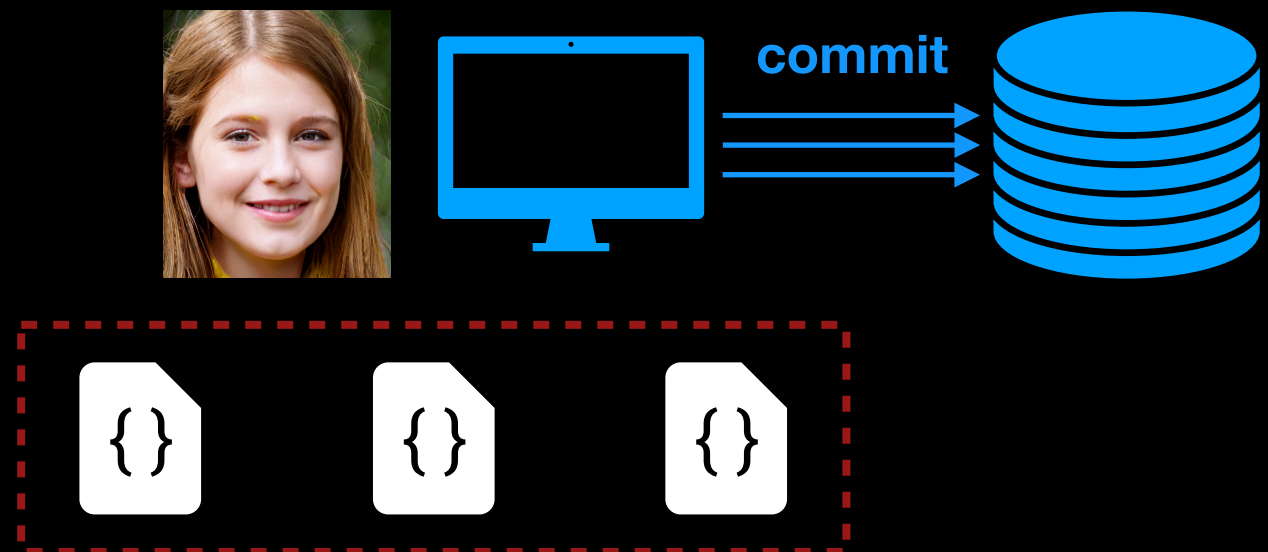 commit
{ } { } { }